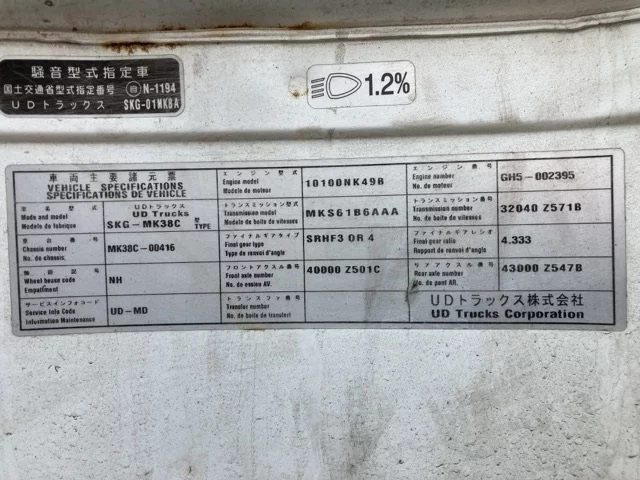 騒音型式指定車
国土交通省型式指定番号 自 N-1194
UDトラックス SKG-01MK8A
1.2%
車両主要諸元票
VEHICLE SPECIFICATIONS
SPECIFICATIONS DE VEHICLE
車名型式 UDトラックス
Make and model UD Trucks 型式
Modele de fabrique SKG-MK38C TYPE
車台番号
Chassis number MK38C-00416
No. de chassis.
軸距記号
Wheel house code NH
Empattment
サービスインフォコード
Service Info Code UD-MD
Information Maintenance
エンジン型式
Engine model 10100NK49B
Modele de moteur
トランスミッション型式
Transmission model MKS61B6AAA
Modele de boite de vitesses
ファイナルギアタイプ
Final gear type SRHF3 OR 4
Type de renvoi d'angle
フロントアクスル番号
Front axle number 40000 Z501C
No. de essieu AV.
トランスファ番号
Transfer number
No. de boite de transfert
エンジン番号
Engine number GH5-002395
No. de moteur
トランスミッション番号
Transmission number 32040 Z571B
No. de boite de vitesses
ファイナルギアレシオ
Final gear ratio 4.333
Rapport de renvoi d'angle
リアアクスル番号
Rear axle number 43000 Z547B
No. de pont AR.
UDトラックス株式会社
UD Trucks Corporation